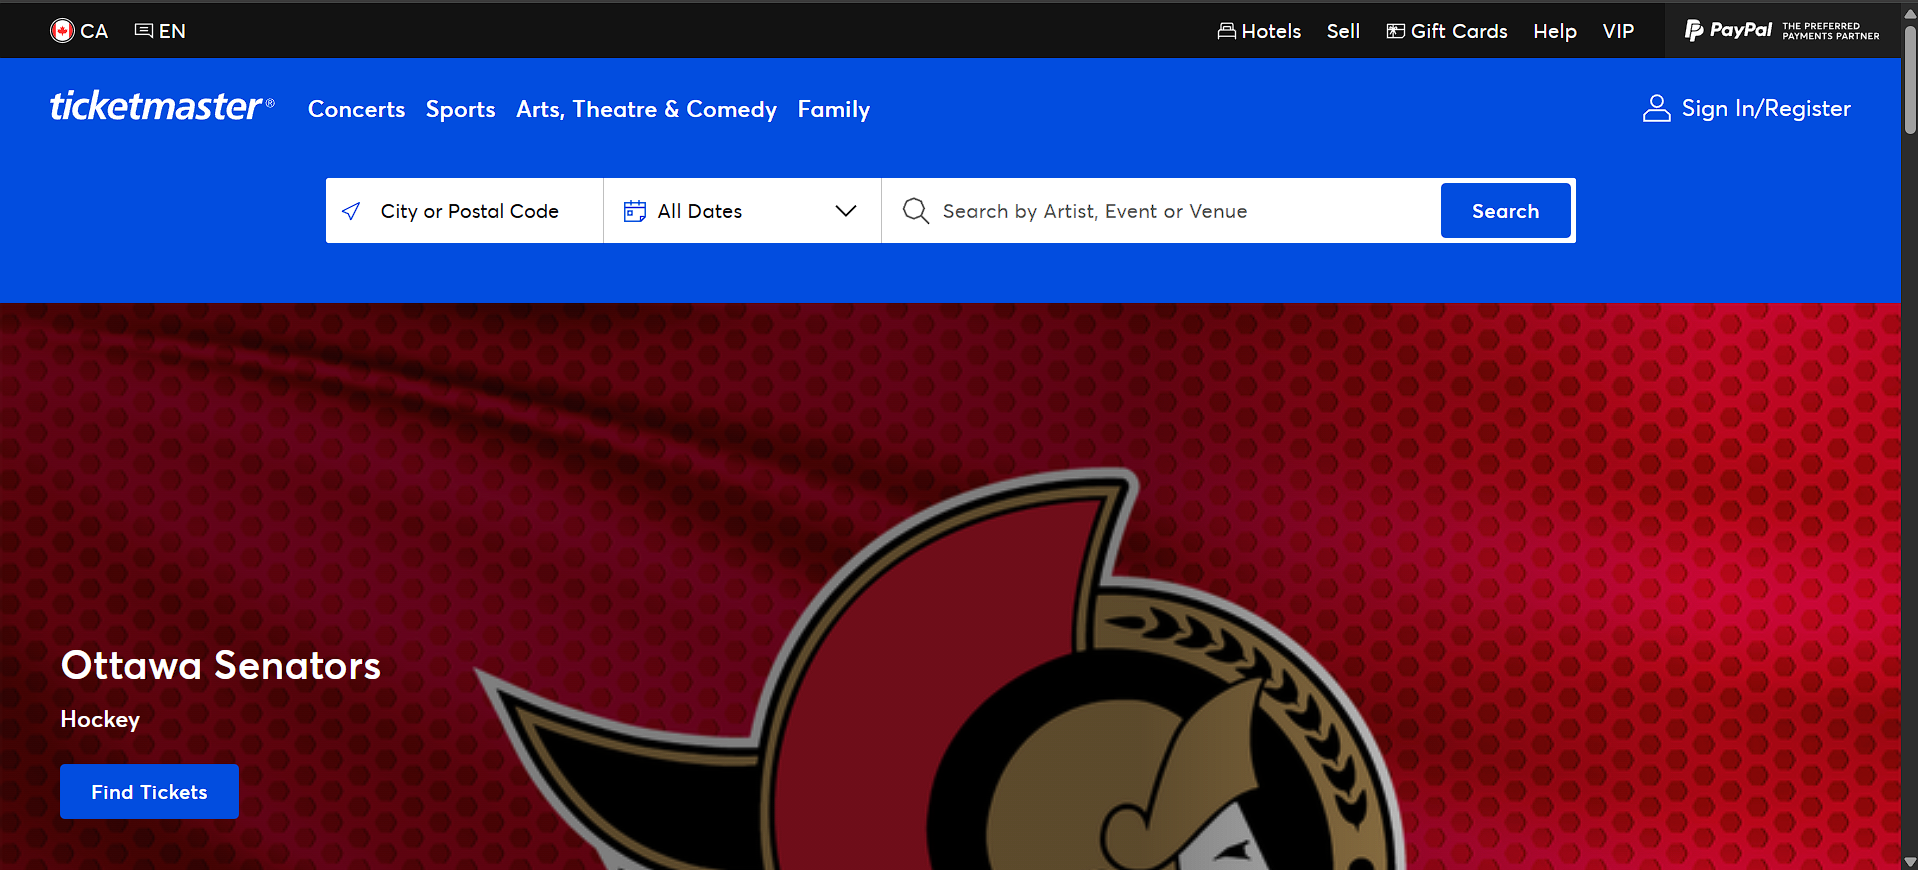 CA EN Hotels Sell Gift Cards Help VIP PayPal THE PREFERRED
PAYMENTS PARTNER
ticketmaster® Concerts Sports Arts, Theatre & Comedy Family Sign In/Register
City or Postal Code All Dates Search by Artist, Event or Venue Search
Ottawa Senators
Hockey
Find Tickets